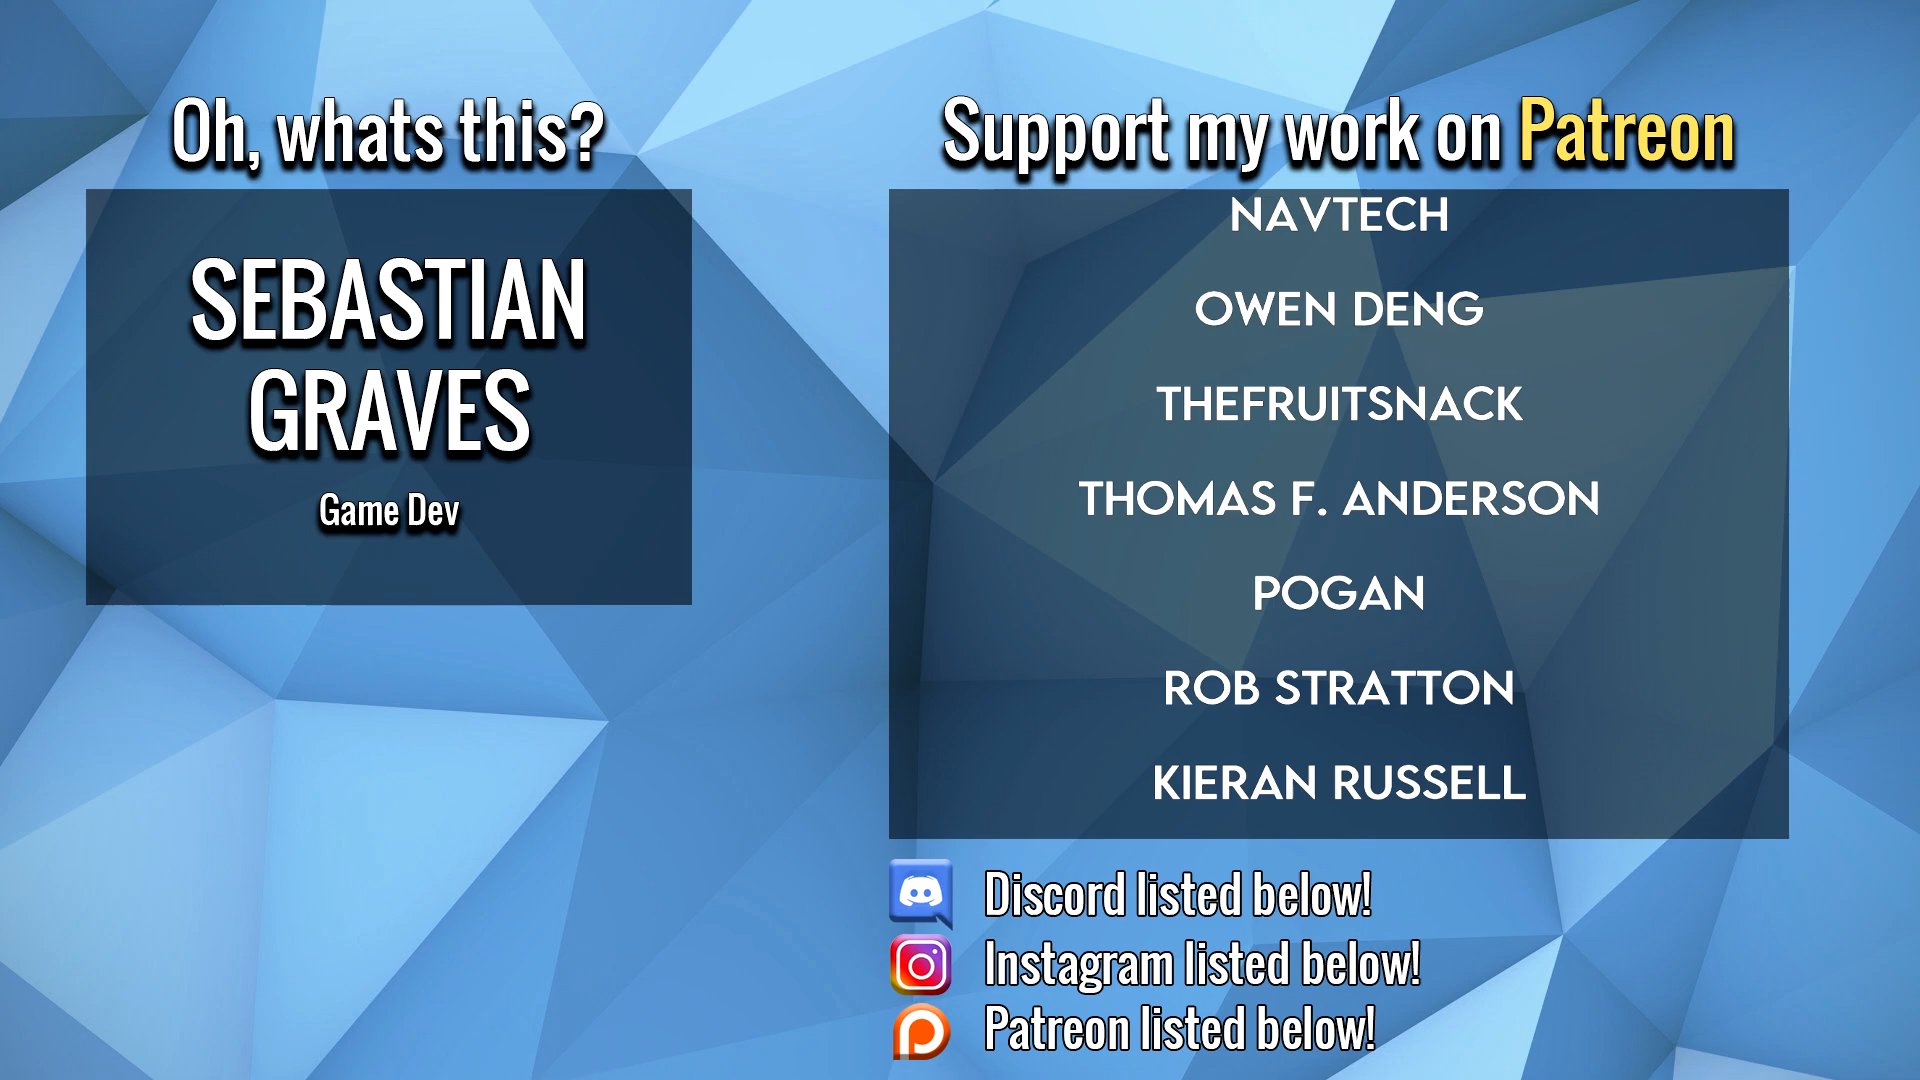 Oh, whats this?
SEBASTIAN
GRAVES
Game Dev
Support my work on Patreon
NAVTECH
OWEN DENG
THEFRUITSNACK
THOMAS F. ANDERSON
POGAN
ROB STRATTON
KIERAN RUSSELL
Discord listed below!
Instagram listed below!
Patreon listed below!